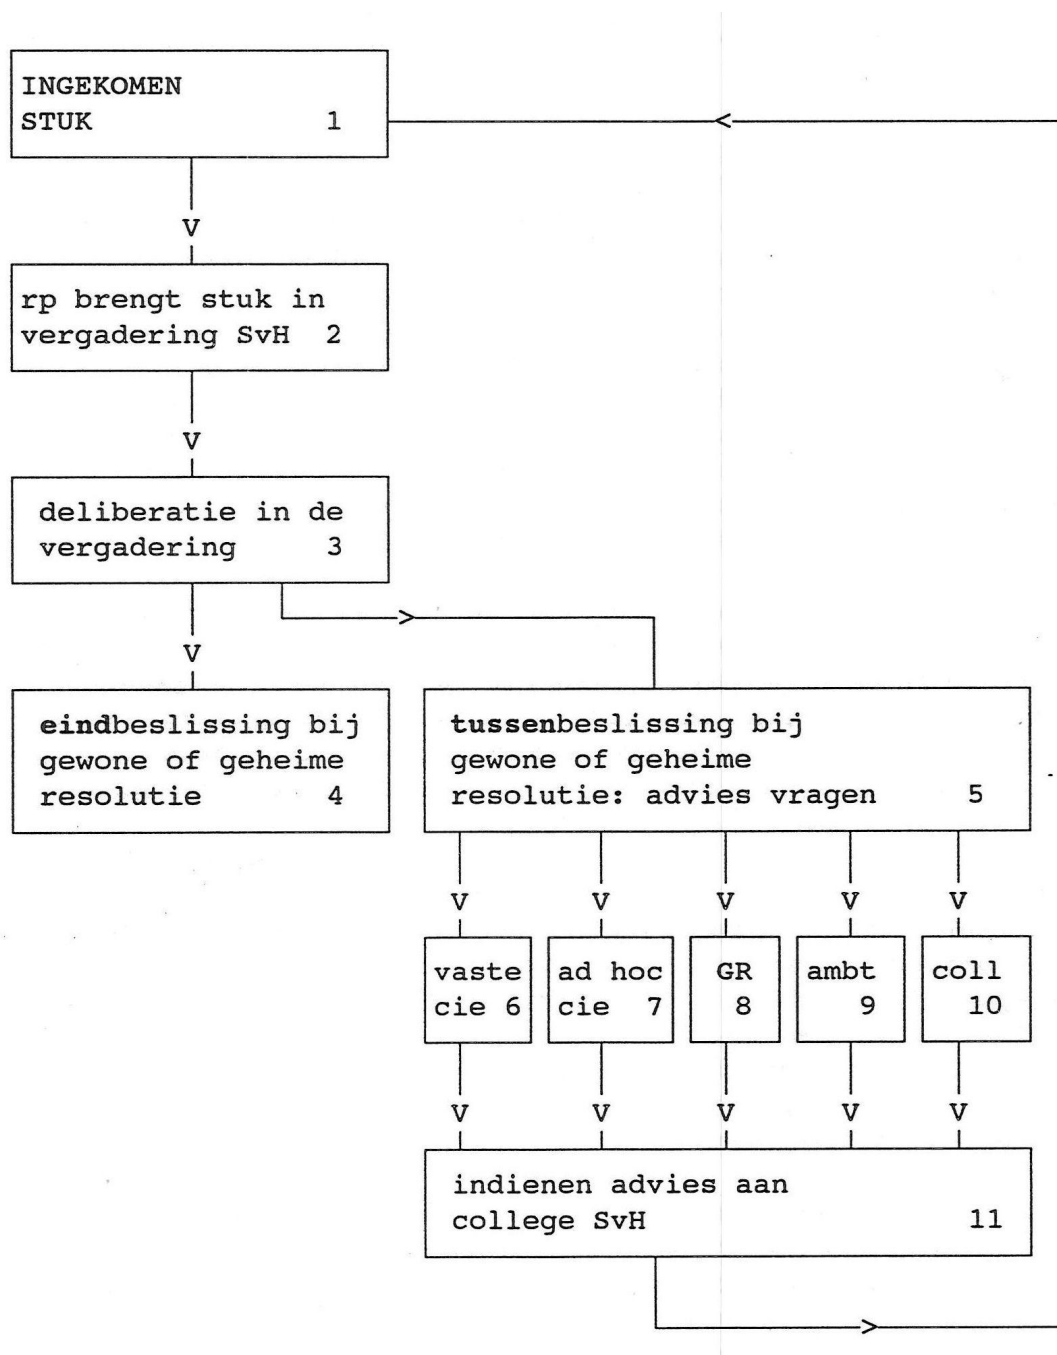 INGEKOMEN
STUK 1
<
V
rp brengt stuk in
vergadering SvH 2
V
deliberatie in de
vergadering 3
>
V
eindbeslissing bij
gewone of geheime
resolutie 4
tussenbeslissing bij
gewone of geheime
resolutie: advies vragen 5
V V V V V
vaste
cie 6
ad hoc
cie 7
GR
8
ambt
9
coll
10
V V V V V
indienen advies aan
college SvH 11
>